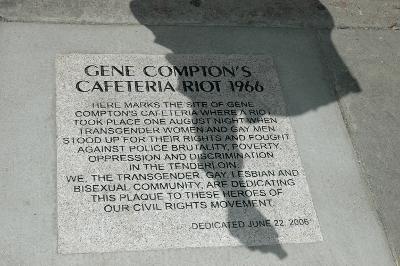 GENE COMPTON'S
CAFETERIA RIOT 1966
HERE MARKS THE SITE OF GENE
COMPTON'S CAFETERIA WHERE A RIOT
TOOK PLACE ONE AUGUST NIGHT WHEN
TRANSGENDER WOMEN AND GAY MEN
STOOD UP FOR THEIR RIGHTS AND FOUGHT
AGAINST POLICE BRUTALITY, POVERTY,
OPPRESSION AND DISCRIMINATION
IN THE TENDERLOIN.
WE, THE TRANSGENDER, GAY, LESBIAN AND
BISEXUAL COMMUNITY, ARE DEDICATING
THIS PLAQUE TO THESE HEROES OF
OUR CIVIL RIGHTS MOVEMENT.
DEDICATED JUNE 22, 2006